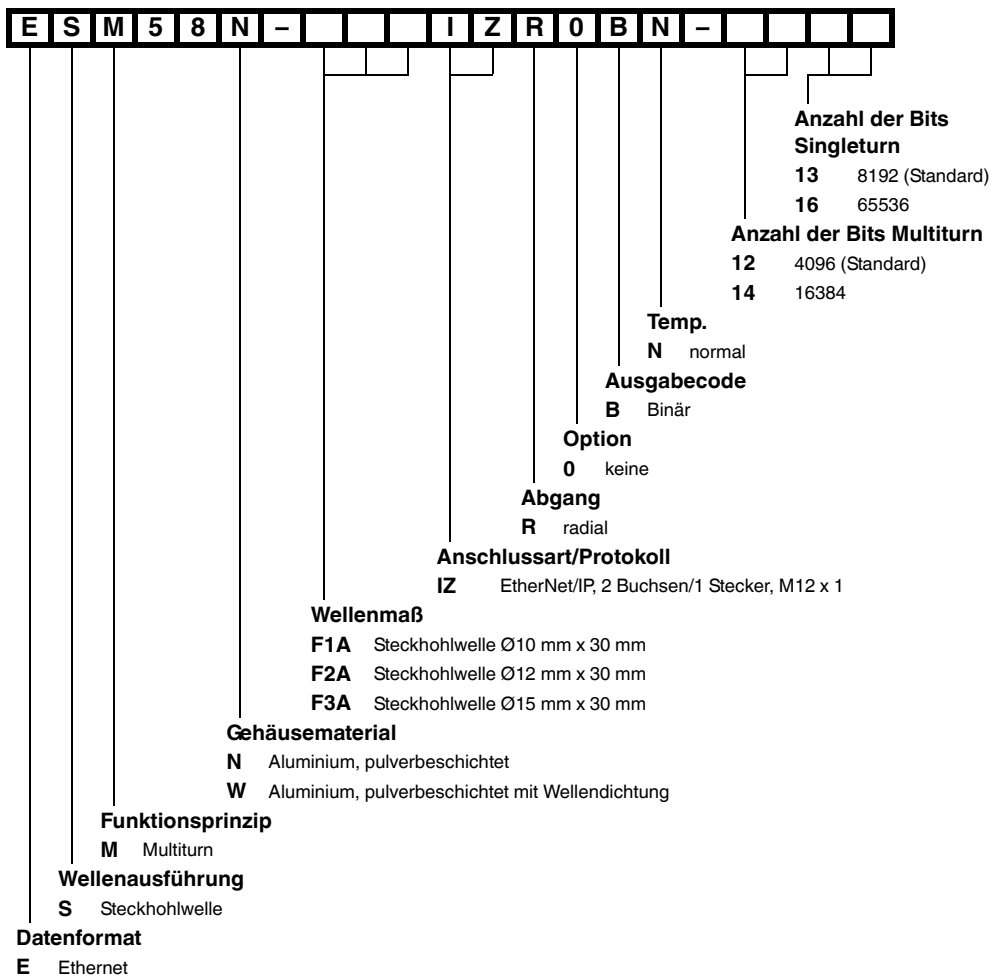 ESM58N- IZR0BN-
Anzahl der Bits
Singleturn
13 8192 (Standard)
16 65536
Anzahl der Bits Multiturn
12 4096 (Standard)
14 16384
Temp.
N normal
Ausgabecode
B Binär
Option
0 keine
Abgang
R radial
Anschlussart/Protokoll
IZ EtherNet/IP, 2 Buchsen/1 Stecker, M12 x 1
Wellenmaß
F1A Steckhohlwelle Ø10 mm x 30 mm
F2A Steckhohlwelle Ø12 mm x 30 mm
F3A Steckhohlwelle Ø15 mm x 30 mm
Gehäusematerial
N Aluminium, pulverbeschichtet
W Aluminium, pulverbeschichtet mit Wellendichtung
Funktionsprinzip
M Multiturn
Wellenausführung
S Steckhohlwelle
Datenformat
E Ethernet